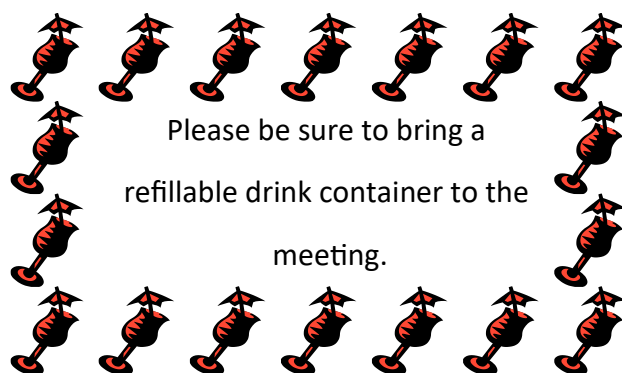 Please be sure to bring a
refillable drink container to the
meeting.